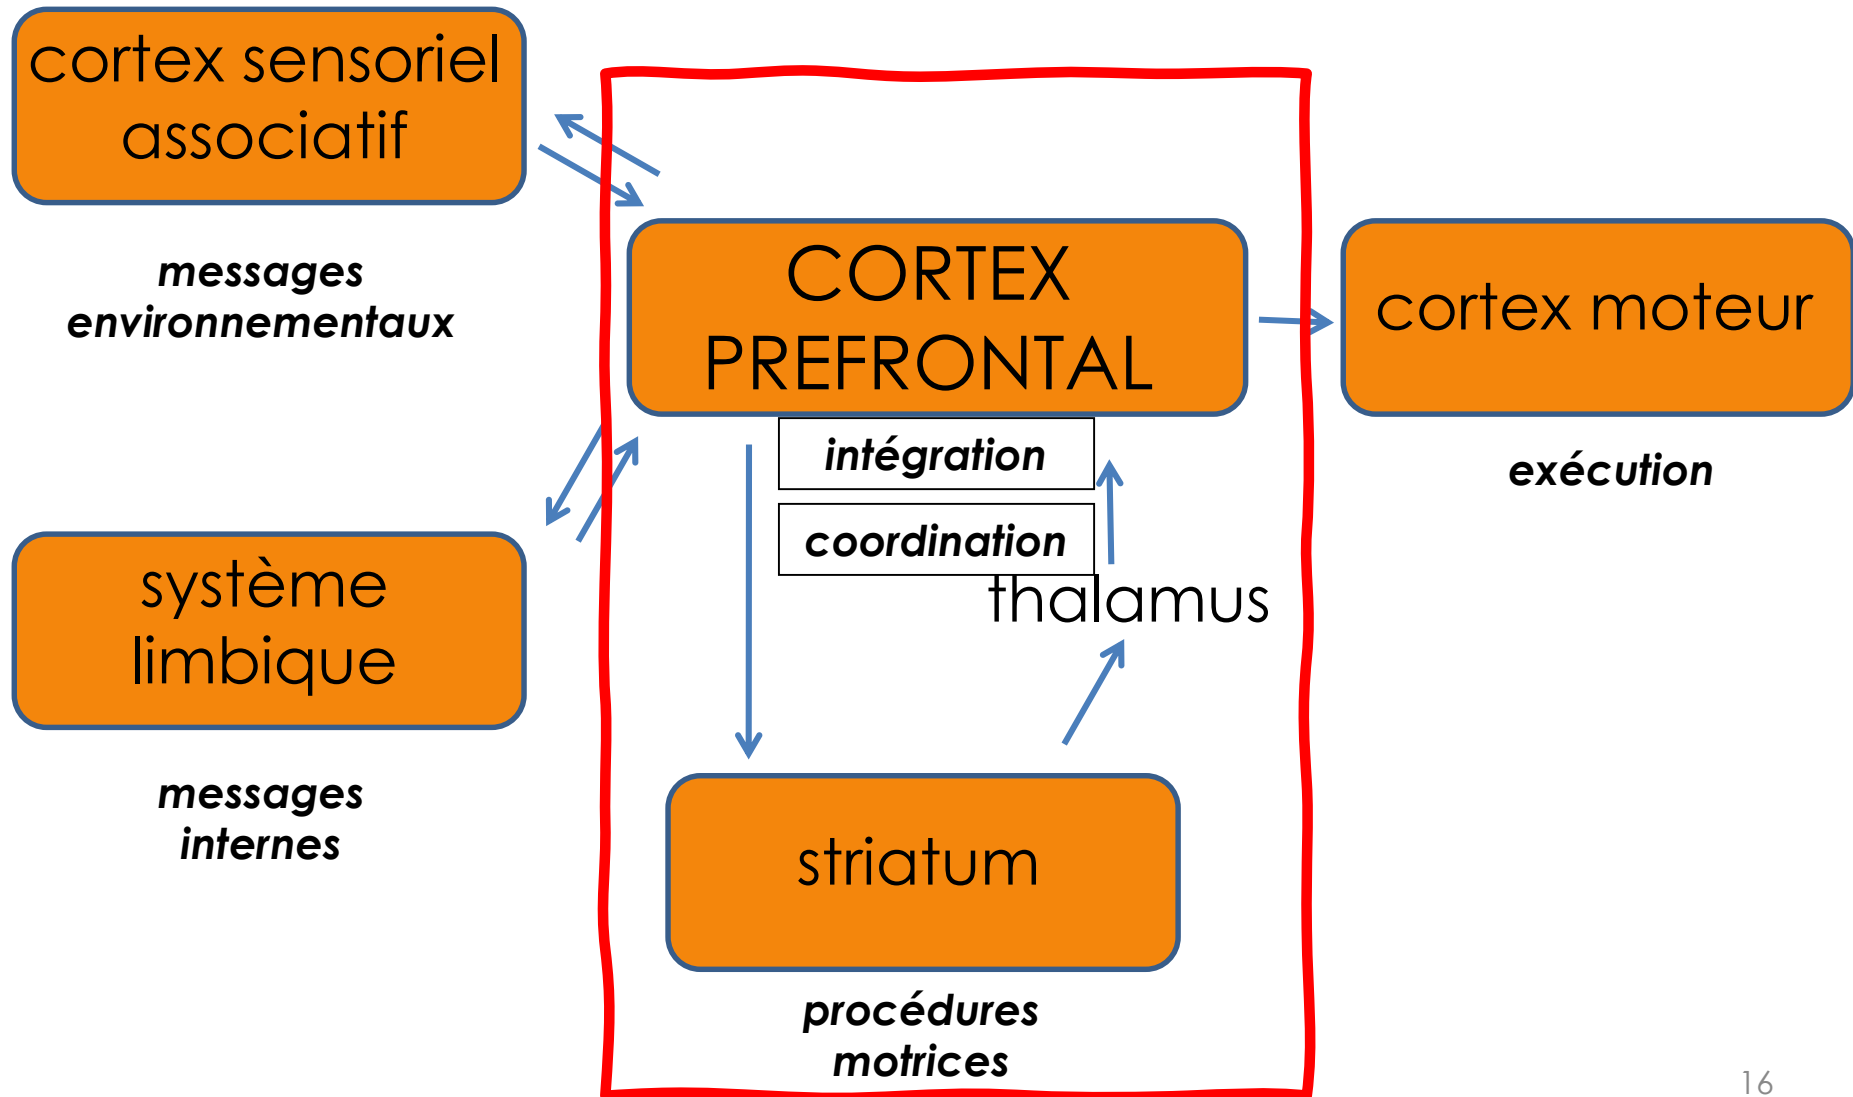 cortex sensoriel
associatif
messages
environnementaux
CORTEX
PREFRONTAL
cortex moteur
intégration
exécution
coordination
thalamus
système
limbique
messages
internes
striatum
procédures
motrices
16